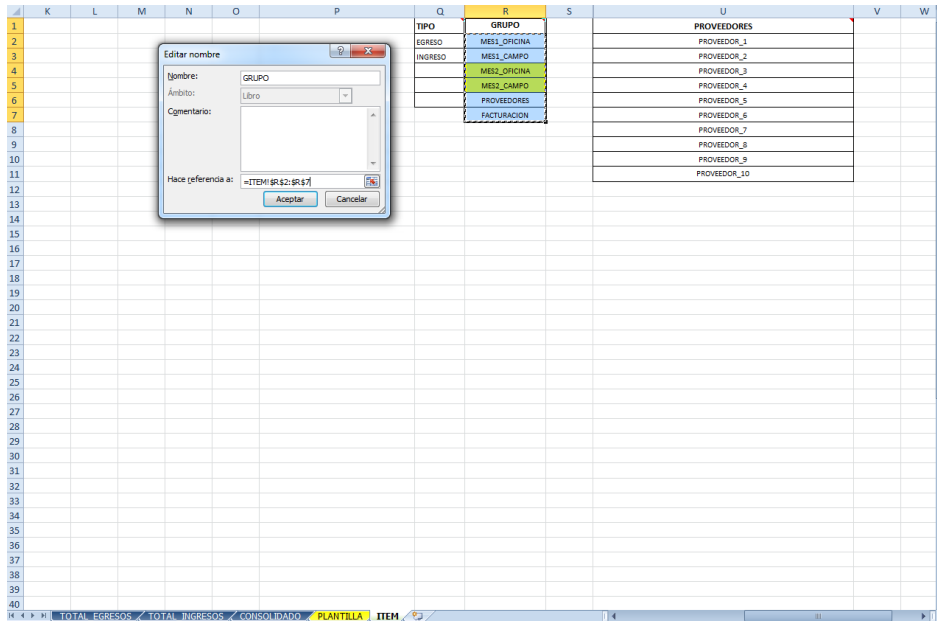 K L M N O P Q R S U V W
1 TIPO GRUPO PROVEEDORES
2 EGRESO MES1_OFICINA PROVEEDOR_1
3 INGRESO MES1_CAMPO PROVEEDOR_2
4 MES2_OFICINA PROVEEDOR_3
5 MES2_CAMPO PROVEEDOR_4
6 PROVEEDORES PROVEEDOR_5
7 FACTURACION PROVEEDOR_6
8 PROVEEDOR_7
9 PROVEEDOR_8
10 PROVEEDOR_9
11 PROVEEDOR_10
12
13
14
15
16
17
18
19
20
21
22
23
24
25
26
27
28
29
30
31
32
33
34
35
36
37
38
39
40
Editar nombre
Nombre: GRUPO
Ámbito: Libro
Comentario:
Hace referencia a: =ITEM!$R$2:$R$7
Aceptar Cancelar
TOTAL_EGRESOS TOTAL_INGRESOS CONSOLIDADO PLANTILLA ITEM